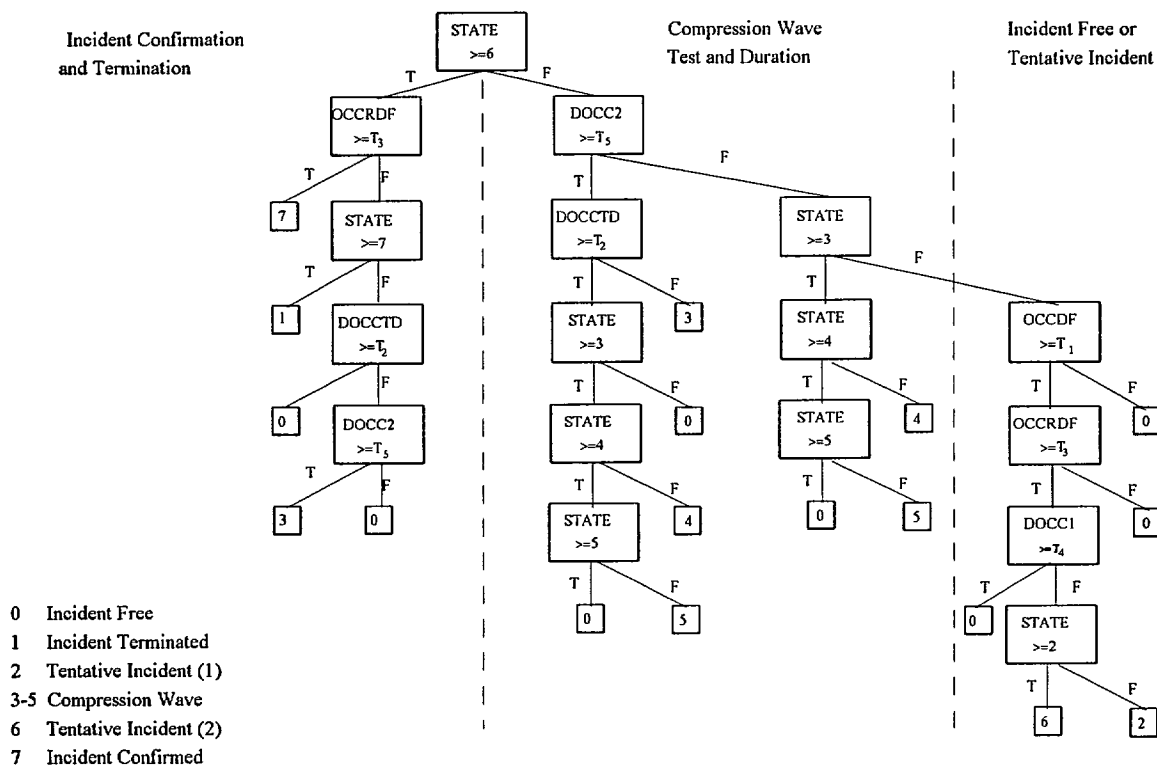 Incident Confirmation
and Termination
STATE
>=6
Compression Wave
Test and Duration
Incident Free or
Tentative Incident
T
F
OCCRDF
>=T3
DOCC2
>=T5
T
F
T
F
7
STATE
>=7
DOCCTD
>=T2
STATE
>=3
T
F
T
F
T
F
1
DOCCTD
>=T2
STATE
>=3
3
STATE
>=4
OCCDF
>=T1
F
T
F
T
F
T
F
0
DOCC2
>=T5
STATE
>=4
0
STATE
>=5
4
OCCRDF
>=T3
0
T
F
T
F
T
F
T
F
3
0
STATE
>=5
4
0
5
DOCC1
>=T4
0
T
F
T
F
0
5
0
STATE
>=2
T
F
6
2
0 Incident Free
1 Incident Terminated
2 Tentative Incident (1)
3-5 Compression Wave
6 Tentative Incident (2)
7 Incident Confirmed